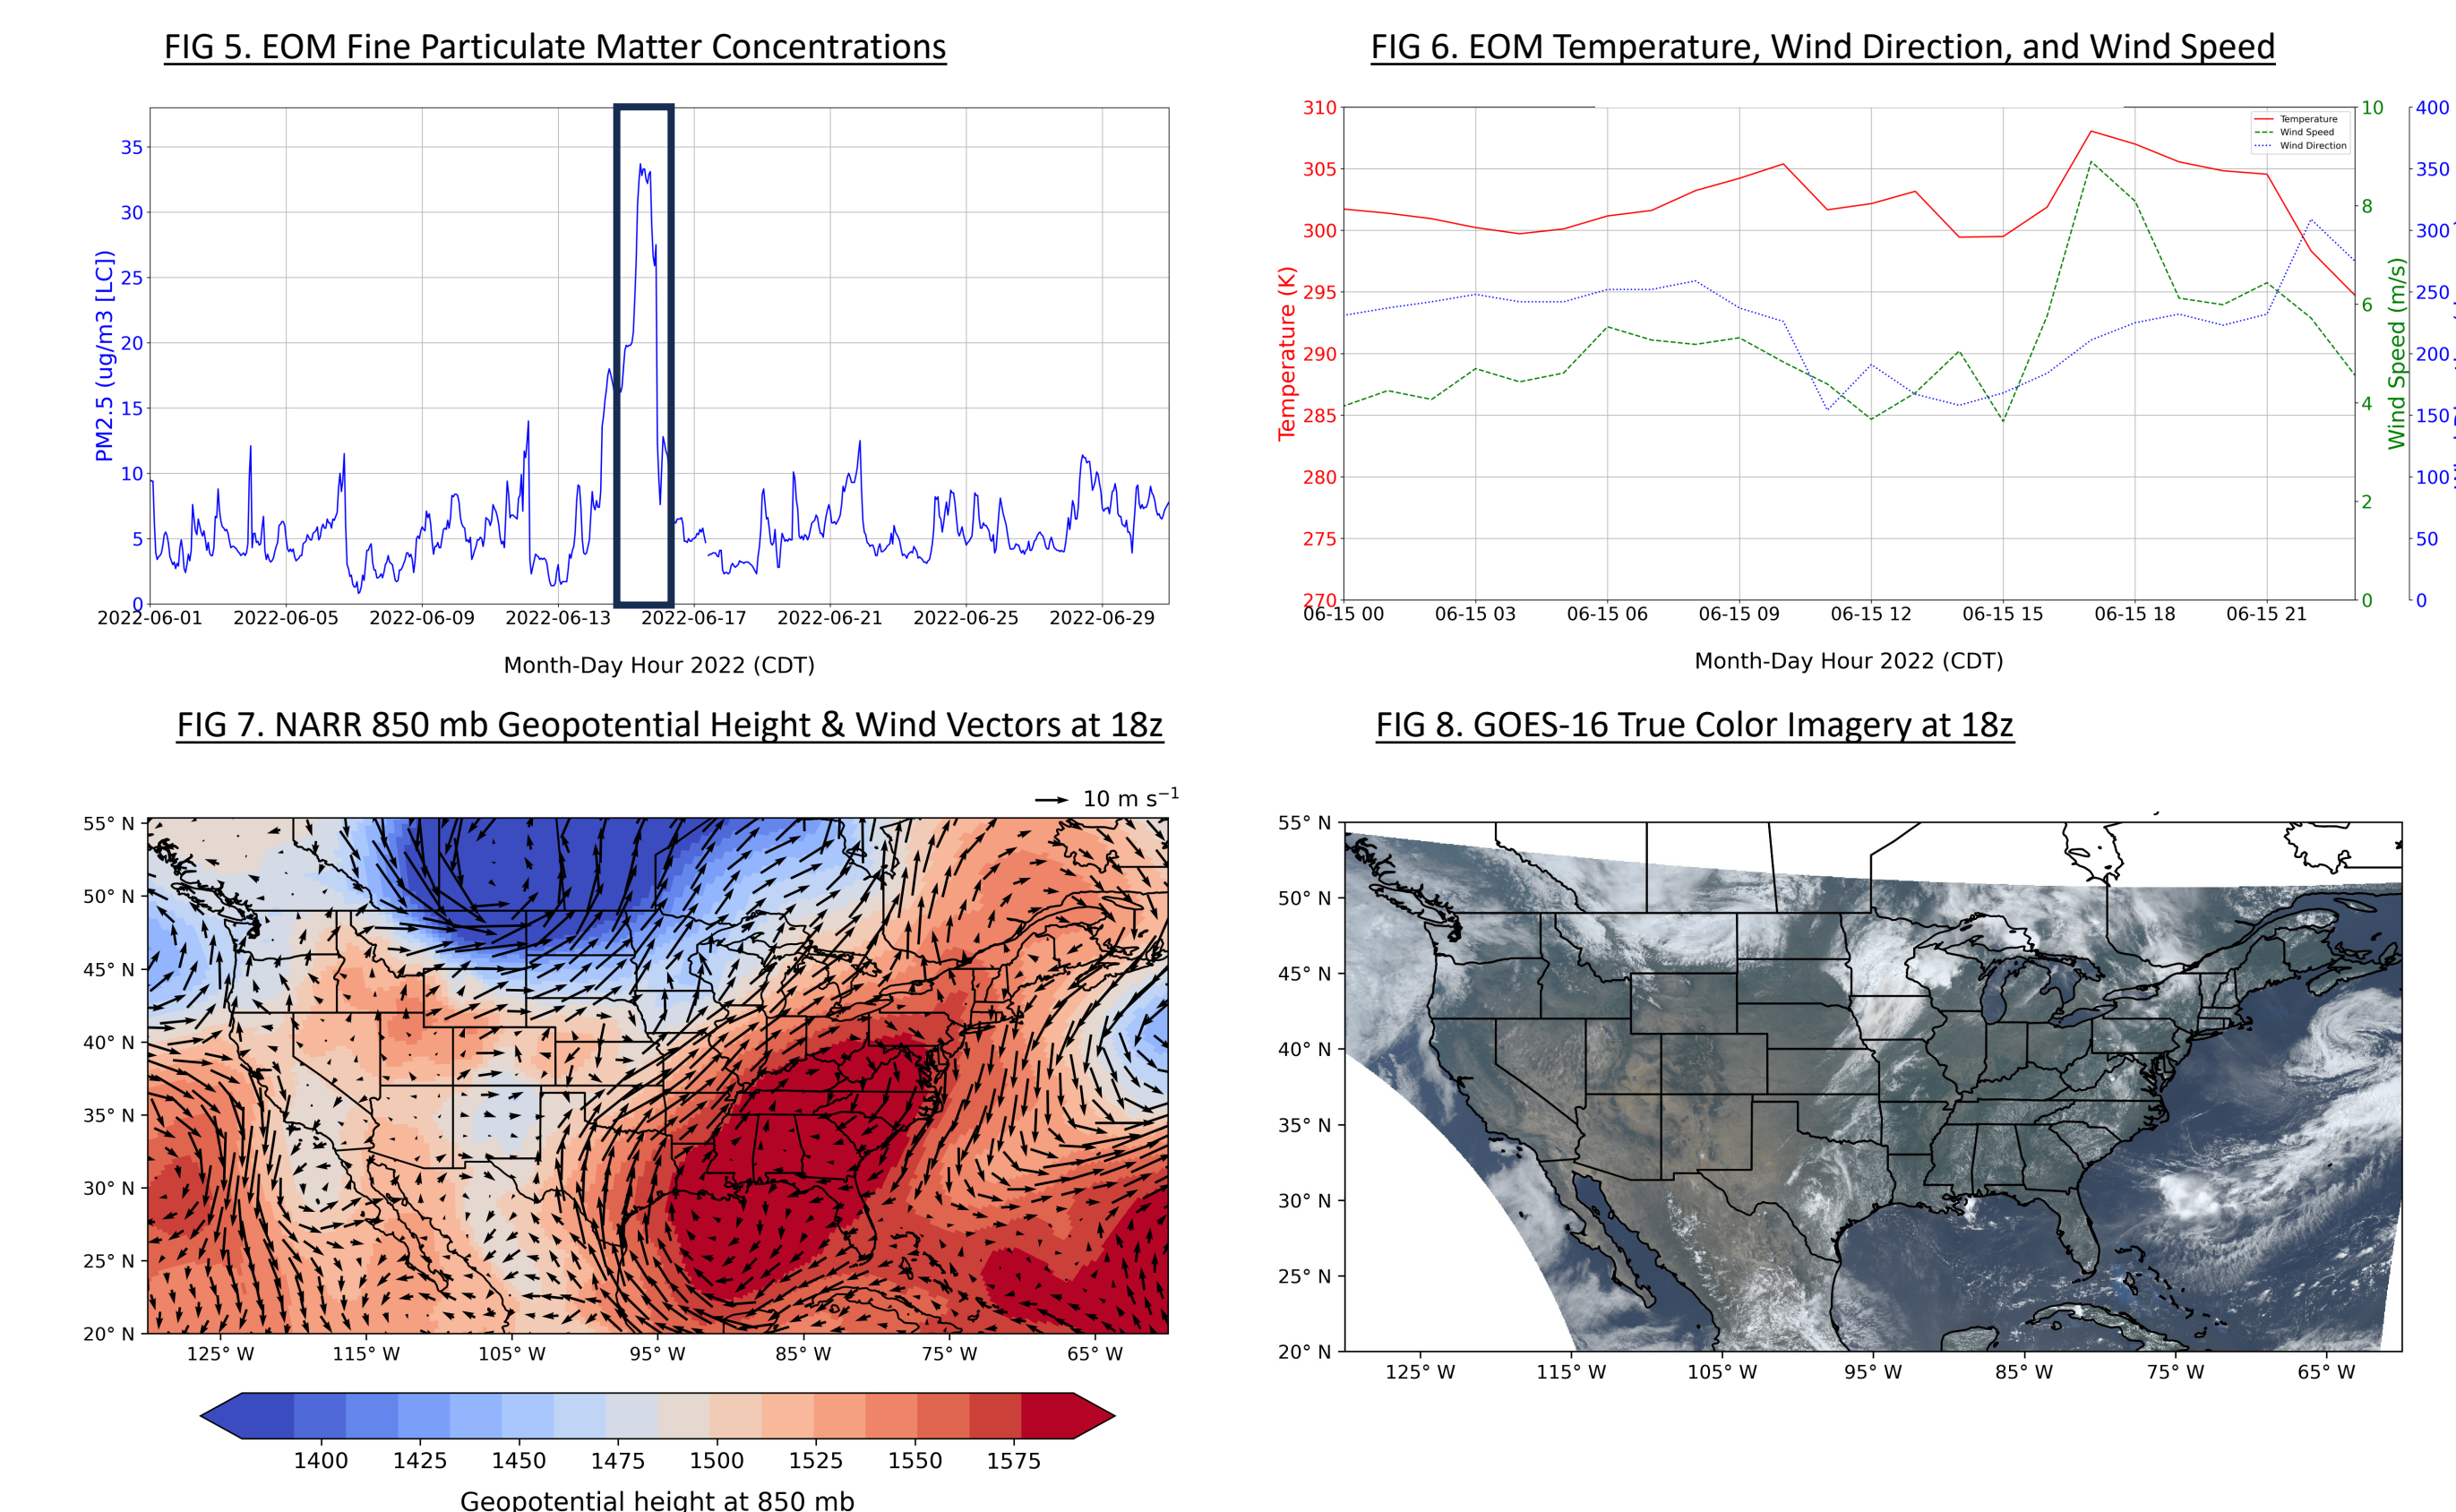 FIG 5. EOM Fine Particulate Matter Concentrations
PM2.5 (ug/m3 [LC])
35
30
25
20
15
10
5
0
2022-06-01 2022-06-05 2022-06-09 2022-06-13 2022-06-17 2022-06-21 2022-06-25 2022-06-29
Month-Day Hour 2022 (CDT)
FIG 6. EOM Temperature, Wind Direction, and Wind Speed
Temperature (K)
310
305
300
295
290
285
280
275
270
Temperature
Wind Speed
Wind Direction
10
8
6
4
2
0
Wind Speed (m/s)
400
350
300
250
200
150
100
50
0
06-15 00 06-15 03 06-15 06 06-15 09 06-15 12 06-15 15 06-15 18 06-15 21
Month-Day Hour 2022 (CDT)
FIG 7. NARR 850 mb Geopotential Height & Wind Vectors at 18z
10 m s⁻¹
55° N
50° N
45° N
40° N
35° N
30° N
25° N
20° N
125° W 115° W 105° W 95° W 85° W 75° W 65° W
1400 1425 1450 1475 1500 1525 1550 1575
Geopotential height at 850 mb
FIG 8. GOES-16 True Color Imagery at 18z
55° N
50° N
45° N
40° N
35° N
30° N
25° N
20° N
125° W 115° W 105° W 95° W 85° W 75° W 65° W